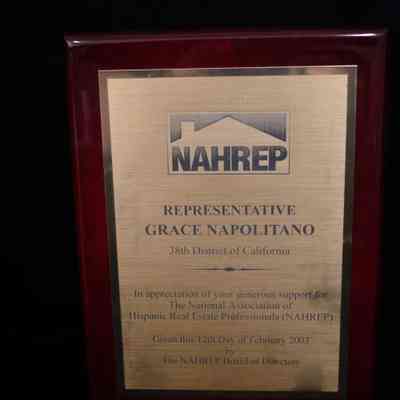 NAHREP
REPRESENTATIVE
GRACE NAPOLITANO
38th District of California
In appreciation of your generous support for
The National Association of
Hispanic Real Estate Professionals (NAHREP)
Given this 12th Day of February 2003
by
The NAHREP Board of Directors